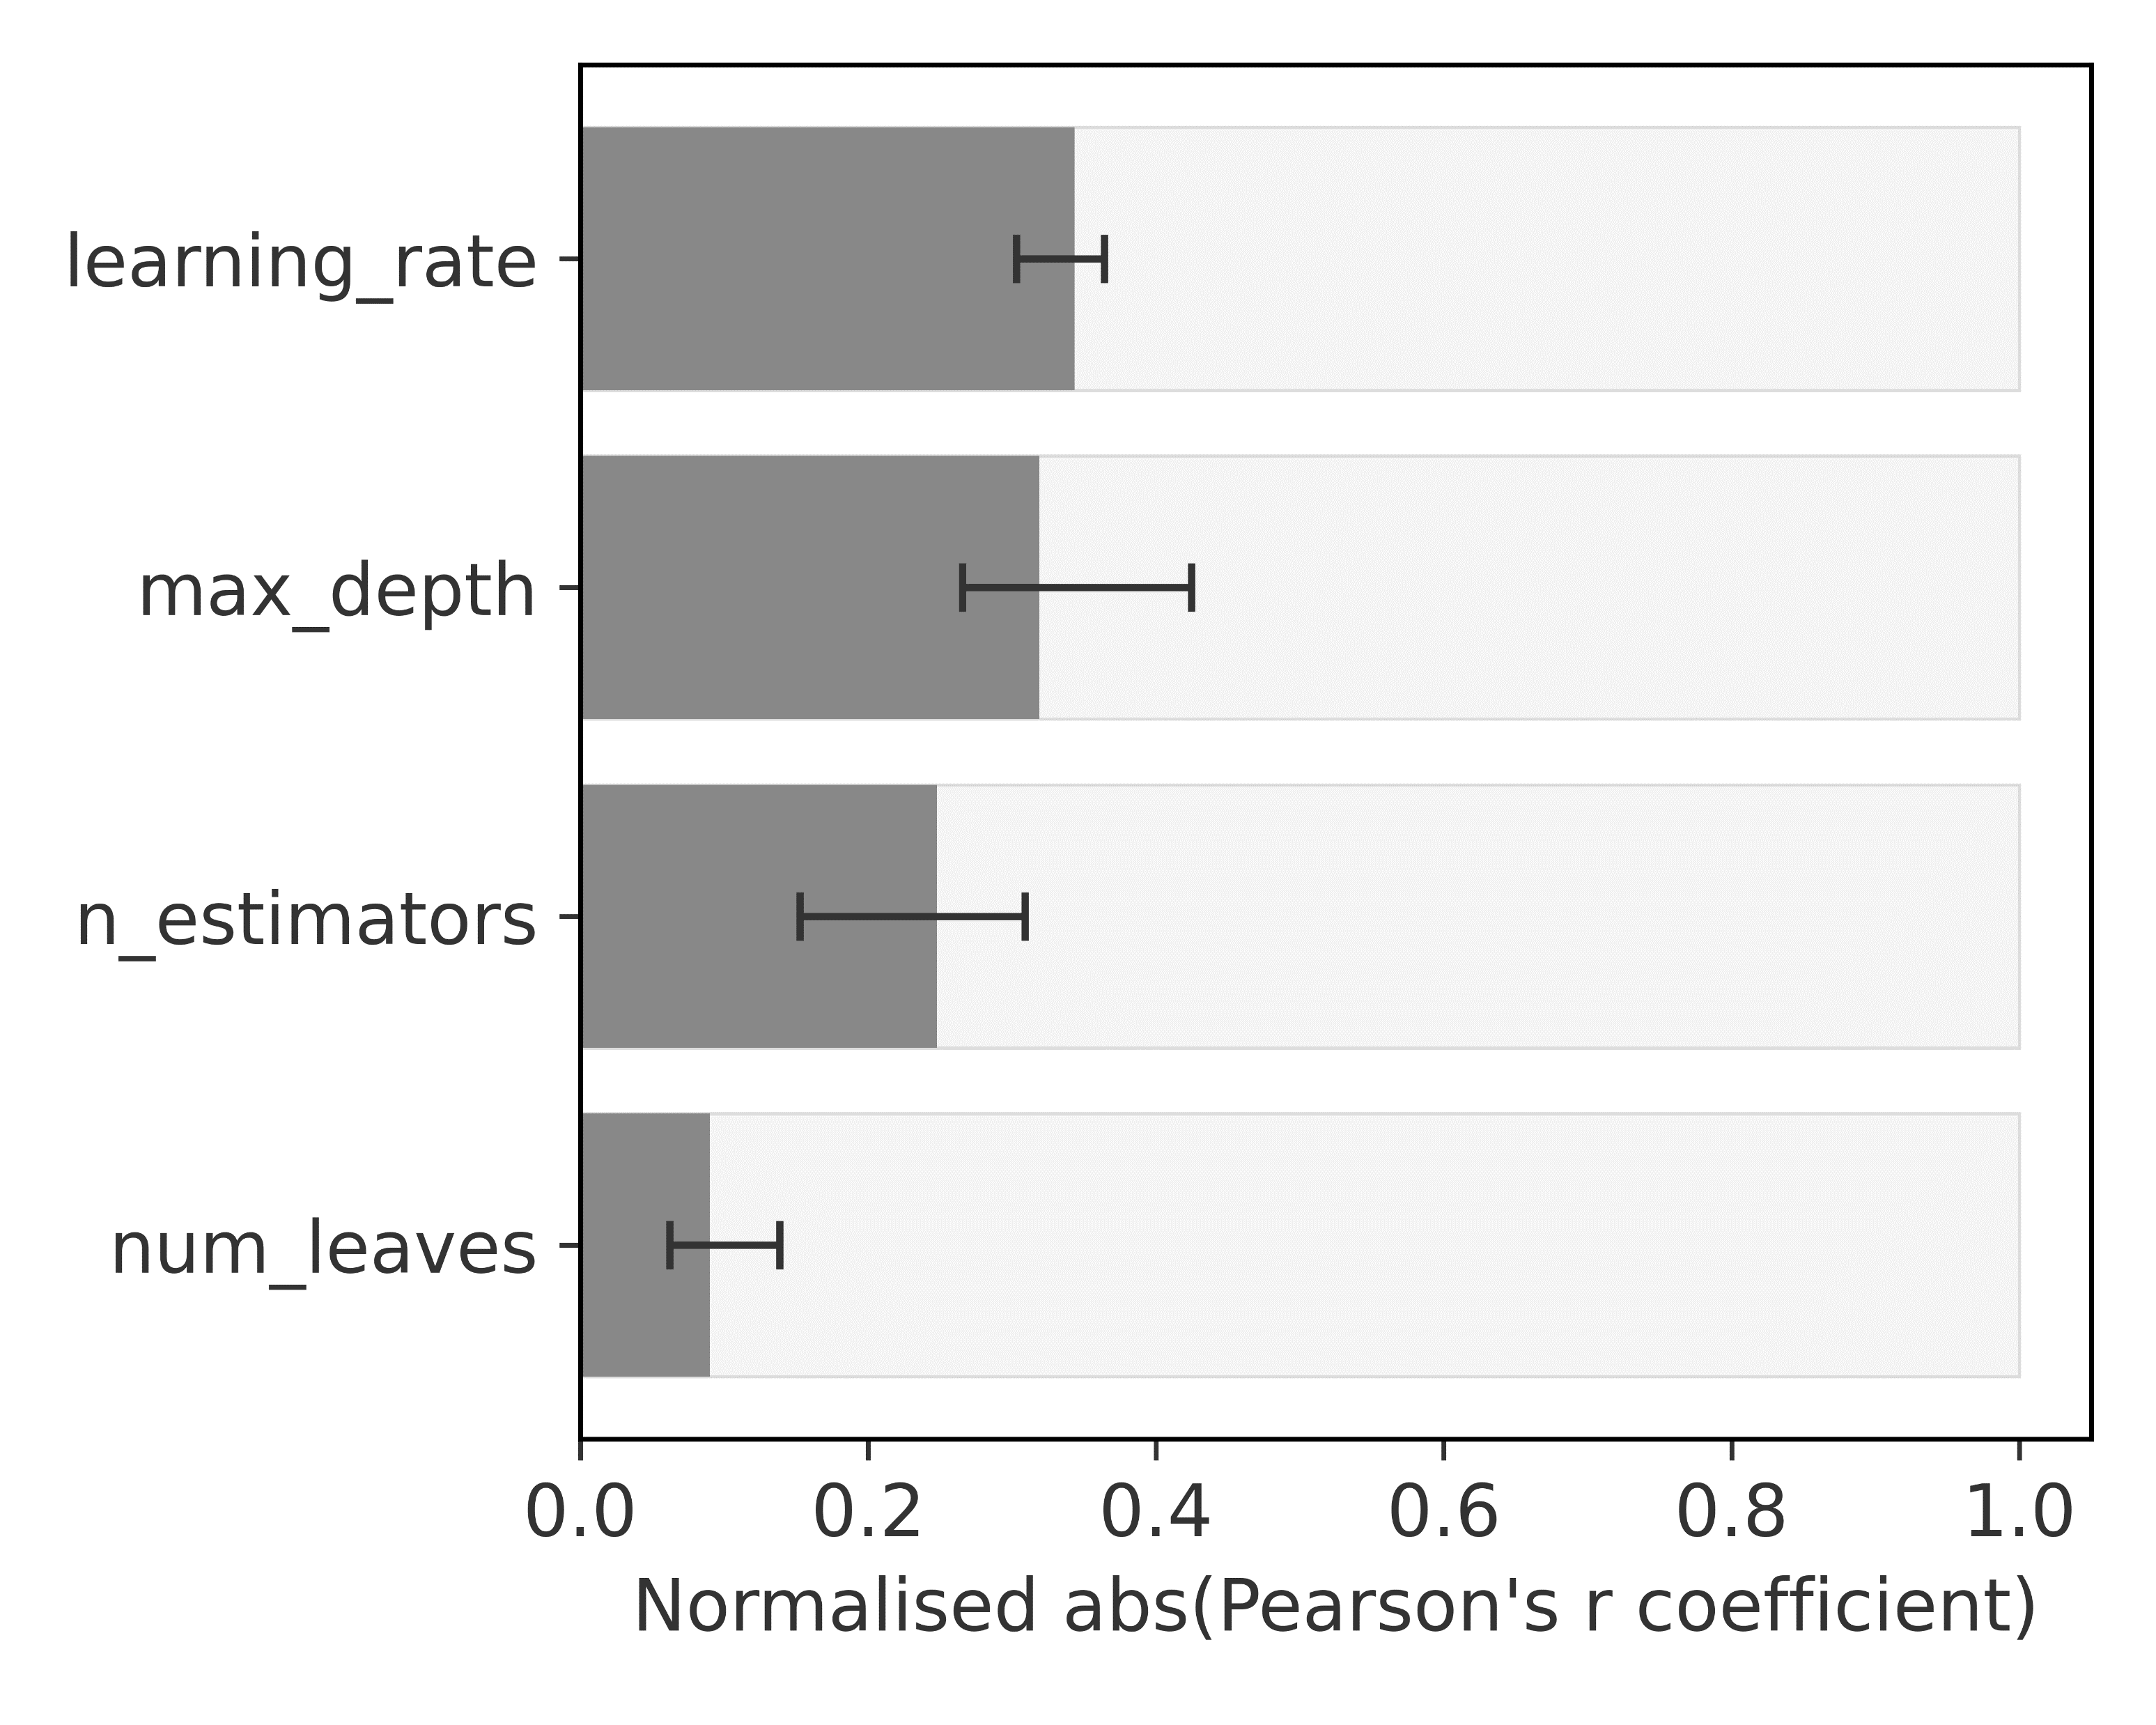 learning_rate
max_depth
n_estimators
num_leaves
0.0 0.2 0.4 0.6 0.8 1.0
Normalised abs(Pearson's r coefficient)